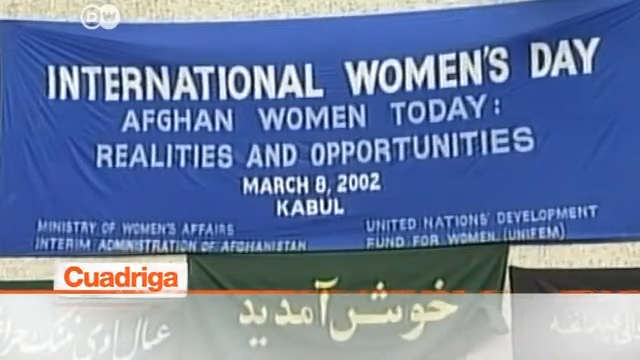 DW
INTERNATIONAL WOMEN'S DAY
AFGHAN WOMEN TODAY:
REALITIES AND OPPORTUNITIES
MARCH 8, 2002
KABUL
MINISTRY OF WOMEN'S AFFAIRS
INTERIM ADMINISTRATION OF AFGHANISTAN
UNITED NATIONS' DEVELOPMENT
FUND FOR WOMEN (UNIFEM)
Cuadriga
خوش آمدید